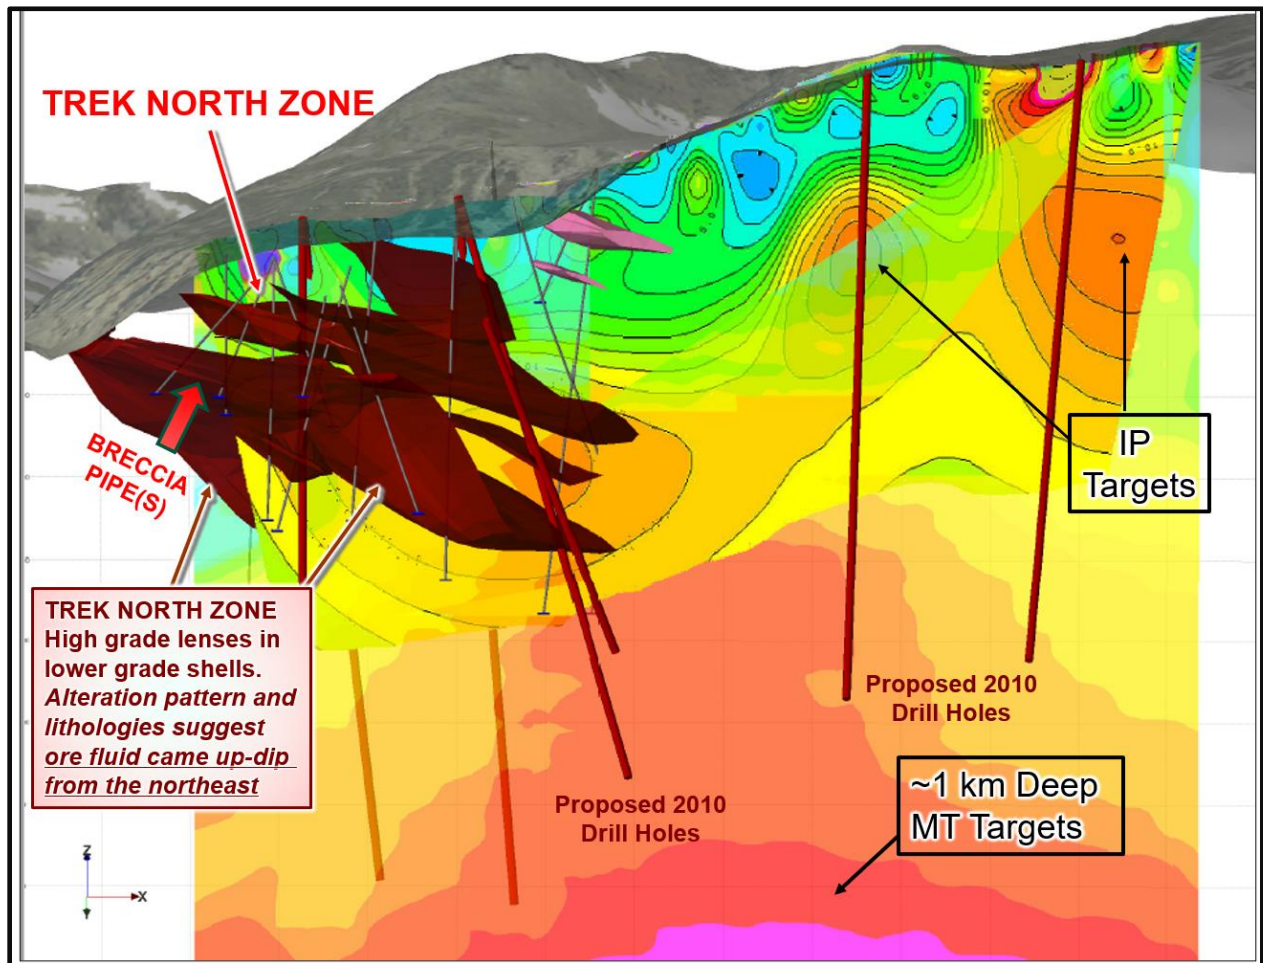 TREK NORTH ZONE
BRECCIA
PIPE(S)
IP
Targets
TREK NORTH ZONE
High grade lenses in
lower grade shells.
Alteration pattern and
lithologies suggest
ore fluid came up-dip
from the northeast
Proposed 2010
Drill Holes
Proposed 2010
Drill Holes
~1 km Deep
MT Targets
Z
X
Y